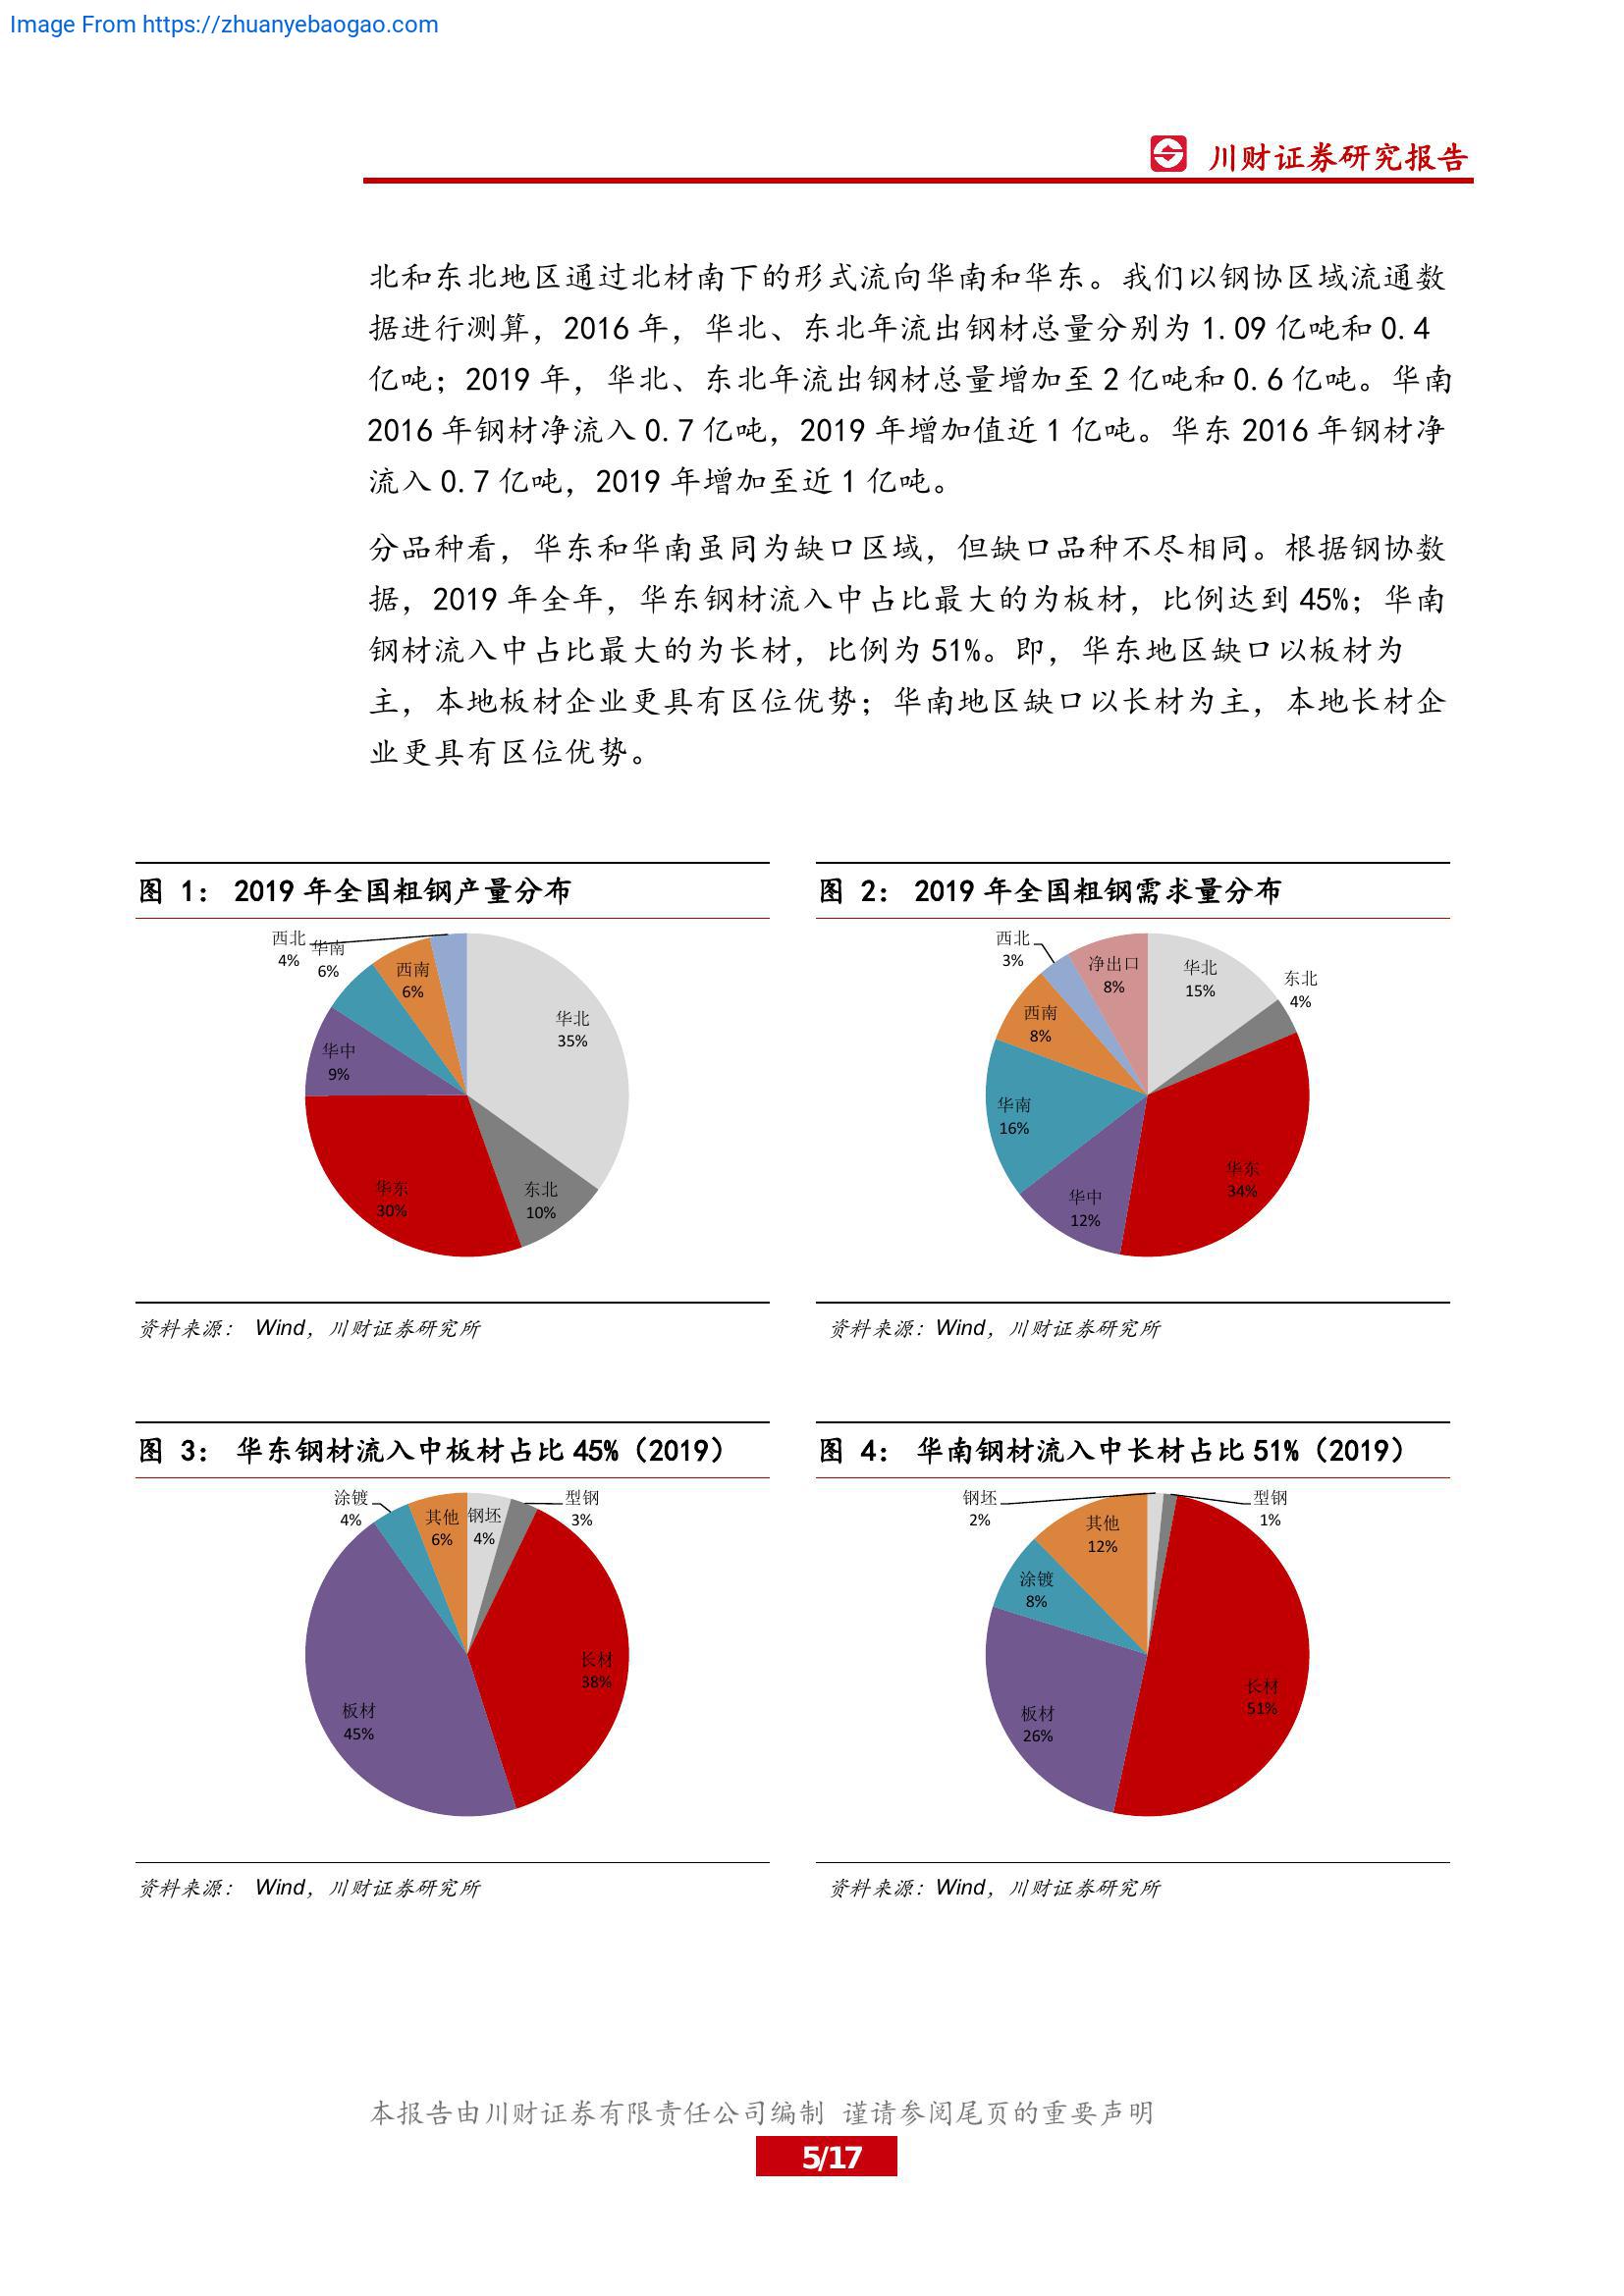 Image From https://zhuanyebaogao.com
川财证券研究报告
北和东北地区通过北材南下的形式流向华南和华东。我们以钢协区域流通数
据进行测算，2016 年，华北、东北年流出钢材总量分别为 1.09 亿吨和 0.4
亿吨；2019 年，华北、东北年流出钢材总量增加至 2 亿吨和 0.6 亿吨。华南
2016 年钢材净流入 0.7 亿吨，2019 年增加值近 1 亿吨。华东 2016 年钢材净
流入 0.7 亿吨，2019 年增加至近 1 亿吨。
分品种看，华东和华南虽同为缺口区域，但缺口品种不尽相同。根据钢协数
据，2019 年全年，华东钢材流入中占比最大的为板材，比例达到 45%；华南
钢材流入中占比最大的为长材，比例为 51%。即，华东地区缺口以板材为
主，本地板材企业更具有区位优势；华南地区缺口以长材为主，本地长材企
业更具有区位优势。
图 1： 2019 年全国粗钢产量分布
西北
4%
华南
6%
西南
6%
华北
35%
华中
9%
华东
30%
东北
10%
资料来源： Wind，川财证券研究所
图 2： 2019 年全国粗钢需求量分布
西北
3%
净出口
8%
华北
15%
东北
4%
西南
8%
华南
16%
华中
12%
华东
34%
资料来源：Wind，川财证券研究所
图 3： 华东钢材流入中板材占比 45%（2019）
涂镀
4%
其他
6%
钢坯
4%
型钢
3%
长材
38%
板材
45%
资料来源： Wind，川财证券研究所
图 4： 华南钢材流入中长材占比 51%（2019）
钢坯
2%
其他
12%
型钢
1%
涂镀
8%
板材
26%
长材
51%
资料来源：Wind，川财证券研究所
本报告由川财证券有限责任公司编制 谨请参阅尾页的重要声明
5/17